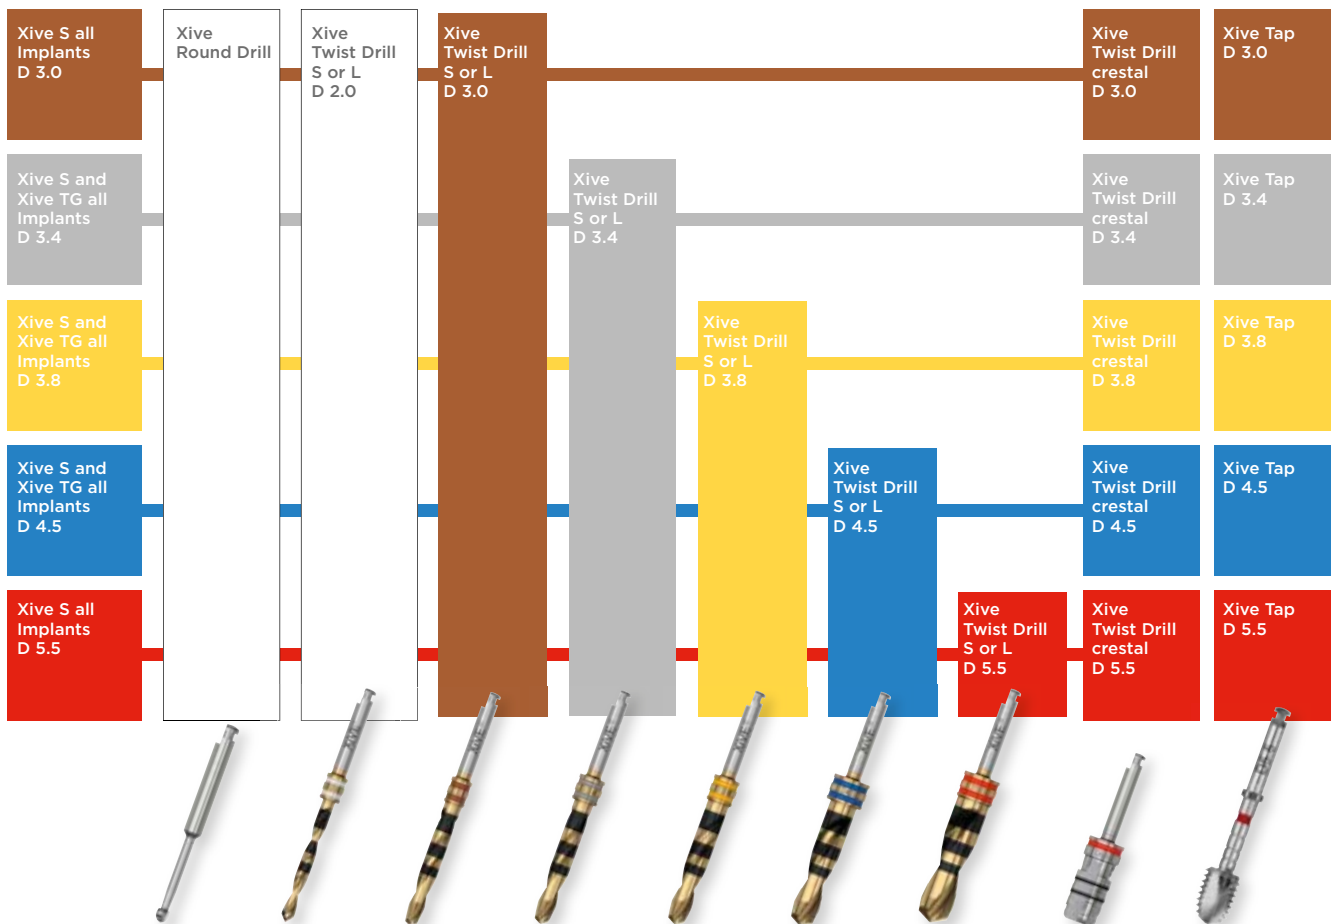 Xive S all
Implants
D 3.0
Xive
Round Drill
Xive
Twist Drill
S or L
D 2.0
Xive
Twist Drill
S or L
D 3.0
Xive
Twist Drill
crestal
D 3.0
Xive Tap
D 3.0
Xive S and
Xive TG all
Implants
D 3.4
Xive
Twist Drill
S or L
D 3.4
Xive
Twist Drill
crestal
D 3.4
Xive Tap
D 3.4
Xive S and
Xive TG all
Implants
D 3.8
Xive
Twist Drill
S or L
D 3.8
Xive
Twist Drill
crestal
D 3.8
Xive Tap
D 3.8
Xive S and
Xive TG all
Implants
D 4.5
Xive
Twist Drill
S or L
D 4.5
Xive
Twist Drill
crestal
D 4.5
Xive Tap
D 4.5
Xive S all
Implants
D 5.5
Xive
Twist Drill
S or L
D 5.5
Xive
Twist Drill
crestal
D 5.5
Xive Tap
D 5.5
XIVE
XIVE
XIVE
XIVE
XIVE
XIVE